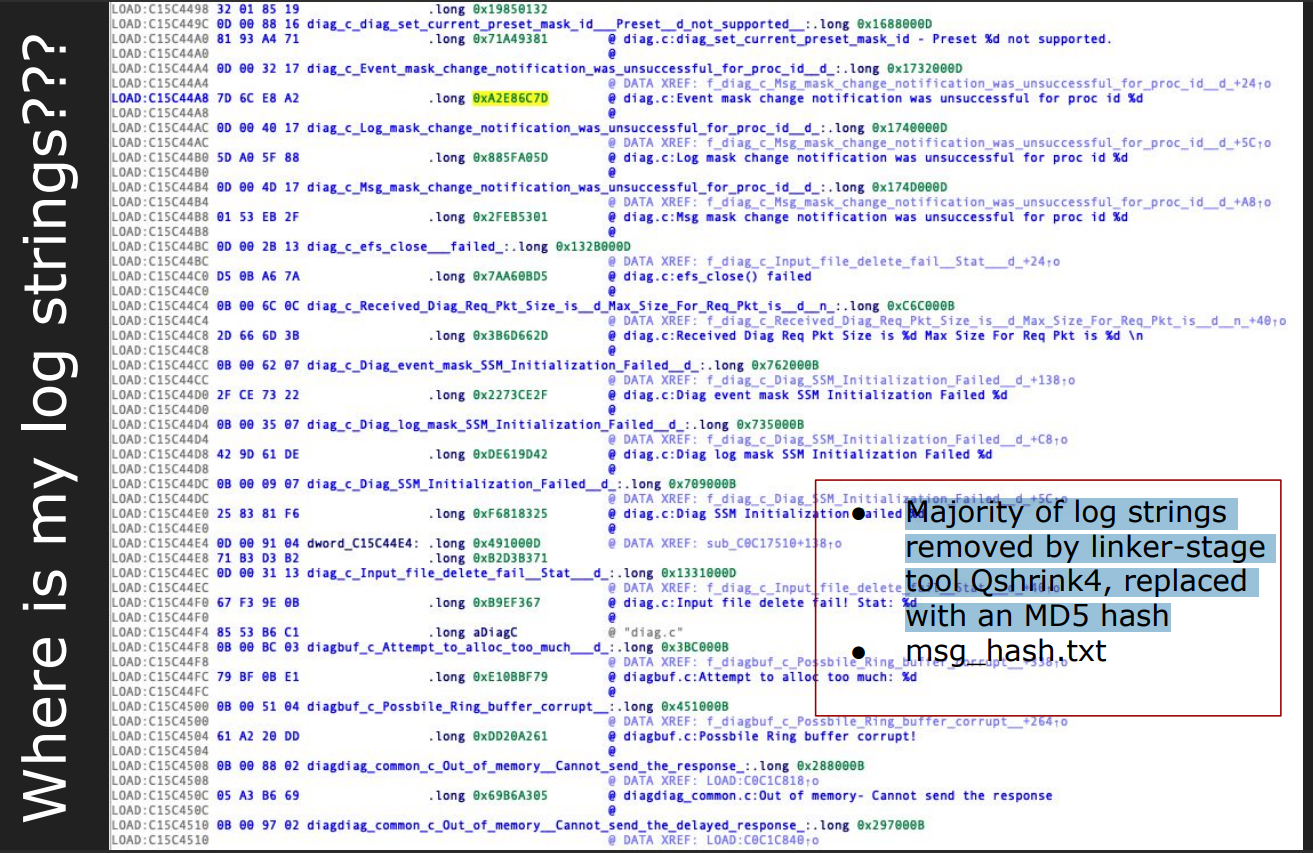 Where is my log strings???
LOAD:C15C4498 32 01 85 19 .long 0x19850132
LOAD:C15C449C 0D 00 88 16 diag_c_diag_set_current_preset_mask_id___Preset__d_not_supported__:.long 0x1688000D
LOAD:C15C44A0 81 93 A4 71 .long 0x71A49381 @ diag.c:diag_set_current_preset_mask_id - Preset %d not supported.
LOAD:C15C44A0 @
LOAD:C15C44A4 0D 00 32 17 diag_c_Event_mask_change_notification_was_unsuccessful_for_proc_id__d_:.long 0x1732000D
LOAD:C15C44A4 @ DATA XREF: f_diag_c_Msg_mask_change_notification_was_unsuccessful_for_proc_id__d_+24↑o
LOAD:C15C44A8 7D 6C E8 A2 .long 0xA2E86C7D @ diag.c:Event mask change notification was unsuccessful for proc id %d
LOAD:C15C44A8 @
LOAD:C15C44AC 0D 00 40 17 diag_c_Log_mask_change_notification_was_unsuccessful_for_proc_id__d_:.long 0x1740000D
LOAD:C15C44AC @ DATA XREF: f_diag_c_Msg_mask_change_notification_was_unsuccessful_for_proc_id__d_+5C↑o
LOAD:C15C44B0 5D A0 5F 88 .long 0x885FA05D @ diag.c:Log mask change notification was unsuccessful for proc id %d
LOAD:C15C44B0 @
LOAD:C15C44B4 0D 00 4D 17 diag_c_Msg_mask_change_notification_was_unsuccessful_for_proc_id__d_:.long 0x174D000D
LOAD:C15C44B4 @ DATA XREF: f_diag_c_Msg_mask_change_notification_was_unsuccessful_for_proc_id__d_+A8↑o
LOAD:C15C44B8 01 53 EB 2F .long 0x2FEB5301 @ diag.c:Msg mask change notification was unsuccessful for proc id %d
LOAD:C15C44B8 @
LOAD:C15C44BC 0D 00 2B 13 diag_c_efs_close___failed_:.long 0x132B000D
LOAD:C15C44BC @ DATA XREF: f_diag_c_Input_file_delete_fail__Stat___d_+24↑o
LOAD:C15C44C0 D5 0B A6 7A .long 0x7AA60BD5 @ diag.c:efs_close() failed
LOAD:C15C44C0 @
LOAD:C15C44C4 0B 00 6C 0C diag_c_Received_Diag_Req_Pkt_Size_is__d_Max_Size_For_Req_Pkt_is__d__n_:.long 0xC6C000B
LOAD:C15C44C4 @ DATA XREF: f_diag_c_Received_Diag_Req_Pkt_Size_is__d_Max_Size_For_Req_Pkt_is__d__n_+40↑o
LOAD:C15C44C8 2D 66 6D 3B .long 0x3B6D662D @ diag.c:Received Diag Req Pkt Size is %d Max Size For Req Pkt is %d \n
LOAD:C15C44C8 @
LOAD:C15C44CC 0B 00 62 07 diag_c_Diag_event_mask_SSM_Initialization_Failed__d_:.long 0x762000B
LOAD:C15C44CC @ DATA XREF: f_diag_c_Diag_SSM_Initialization_Failed__d_+138↑o
LOAD:C15C44D0 2F CE 73 22 .long 0x2273CE2F @ diag.c:Diag event mask SSM Initialization Failed %d
LOAD:C15C44D0 @
LOAD:C15C44D4 0B 00 35 07 diag_c_Diag_log_mask_SSM_Initialization_Failed__d_:.long 0x735000B
LOAD:C15C44D4 @ DATA XREF: f_diag_c_Diag_SSM_Initialization_Failed__d_+C8↑o
LOAD:C15C44D8 42 9D 61 DE .long 0xDE619D42 @ diag.c:Diag log mask SSM Initialization Failed %d
LOAD:C15C44D8 @
LOAD:C15C44DC 0B 00 09 07 diag_c_Diag_SSM_Initialization_Failed__d_:.long 0x709000B
LOAD:C15C44DC @ DATA XREF: f_diag_c_Diag_SSM_Initialization_Failed__d_+5C↑o
LOAD:C15C44E0 25 83 81 F6 .long 0xF6818325 @ diag.c:Diag SSM Initialization Failed %d
LOAD:C15C44E0 @
LOAD:C15C44E4 0D 00 91 04 dword_C15C44E4: .long 0x491000D @ DATA XREF: sub_C0C17510+138↑o
LOAD:C15C44E8 71 B3 D3 B2 .long 0xB2D3B371
LOAD:C15C44EC 0D 00 31 13 diag_c_Input_file_delete_fail__Stat___d_:.long 0x1331000D
LOAD:C15C44EC @ DATA XREF: f_diag_c_Input_file_delete_fail__Stat___d_
LOAD:C15C44F0 67 F3 9E 0B .long 0xB9EF367 @ diag.c:Input file delete fail! Stat: %d
LOAD:C15C44F0 @
LOAD:C15C44F4 85 53 B6 C1 .long aDiagC @ "diag.c"
LOAD:C15C44F8 0B 00 BC 03 diagbuf_c_Attempt_to_alloc_too_much___d_:.long 0x3BC000B
LOAD:C15C44F8 @ DATA XREF: f_diagbuf_c_Possbile_Ring_buffer_corrupt__+338↑o
LOAD:C15C44FC 79 BF 0B E1 .long 0xE10BBF79 @ diagbuf.c:Attempt to alloc too much: %d
LOAD:C15C44FC @
LOAD:C15C4500 0B 00 51 04 diagbuf_c_Possbile_Ring_buffer_corrupt__:.long 0x451000B
LOAD:C15C4500 @ DATA XREF: f_diagbuf_c_Possbile_Ring_buffer_corrupt__+264↑o
LOAD:C15C4504 61 A2 20 DD .long 0xDD20A261 @ diagbuf.c:Possbile Ring buffer corrupt!
LOAD:C15C4504 @
LOAD:C15C4508 0B 00 88 02 diagdiag_common_c_Out_of_memory__Cannot_send_the_response_:.long 0x288000B
LOAD:C15C4508 @ DATA XREF: LOAD:C0C1C818↑o
LOAD:C15C450C 05 A3 B6 69 .long 0x69B6A305 @ diagdiag_common.c:Out of memory- Cannot send the response
LOAD:C15C450C @
LOAD:C15C4510 0B 00 97 02 diagdiag_common_c_Out_of_memory__Cannot_send_the_delayed_response_:.long 0x297000B
LOAD:C15C4510 @ DATA XREF: LOAD:C0C1C840↑o
● Majority of log strings
removed by linker-stage
tool Qshrink4, replaced
with an MD5 hash
● msg_hash.txt